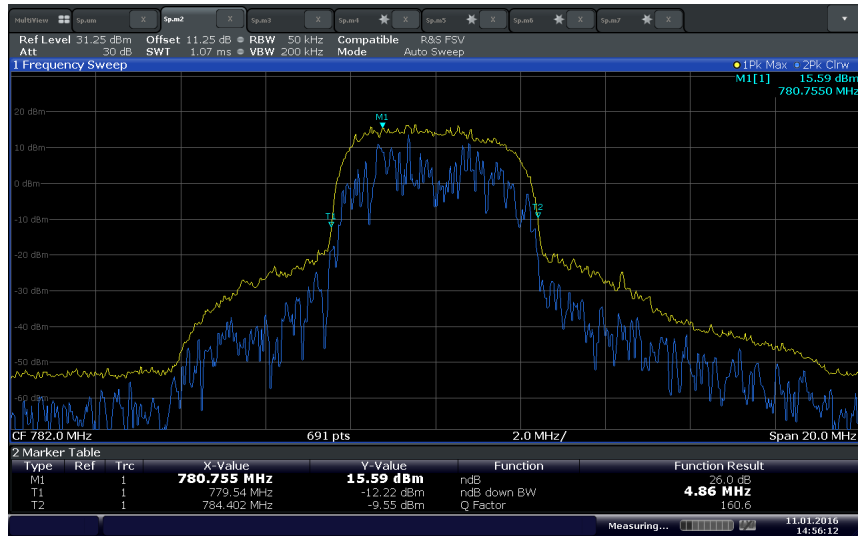 MultiView Sp.um X Sp.m2 X Sp.m3 X Sp.m4 X Sp.m5 X Sp.m6 X Sp.m7 X
Ref Level 31.25 dBm Offset 11.25 dB RBW 50 kHz Compatible R&S FSV
Att 30 dB SWT 1.07 ms VBW 200 kHz Mode Auto Sweep
1 Frequency Sweep 1Pk Max 2Pk Clrw
M1[1] 15.59 dBm
780.7550 MHz
20 dBm
M1
10 dBm
0 dBm
T1 T2
-10 dBm
-20 dBm
-30 dBm
-40 dBm
-50 dBm
-60 dBm
CF 782.0 MHz 691 pts 2.0 MHz/ Span 20.0 MHz
2 Marker Table
Type Ref Trc X-Value Y-Value Function Function Result
M1 1 780.755 MHz 15.59 dBm ndB 26.0 dB
T1 1 779.54 MHz -12.22 dBm ndB down BW 4.86 MHz
T2 1 784.402 MHz -9.55 dBm Q Factor 160.6
Measuring... 11.01.2016
14:56:12